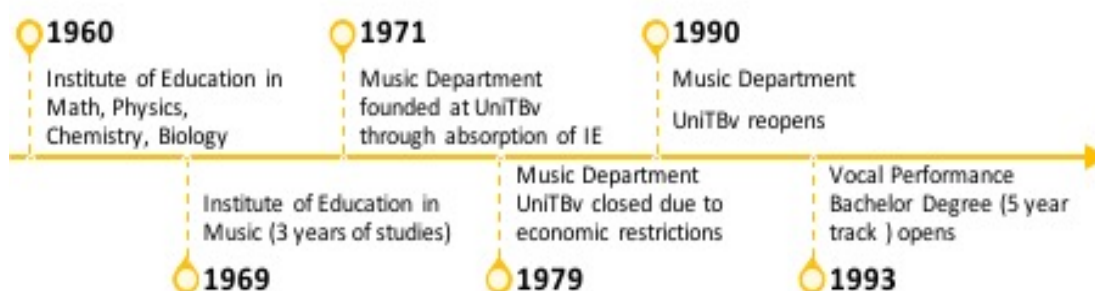 1960
Institute of Education in
Math, Physics,
Chemistry, Biology
1971
Music Department
founded at UniTBv
through absorption of IE
1990
Music Department
UniTBv reopens
Institute of Education in
Music (3 years of studies)
1969
Music Department
UniTBv closed due to
economic restrictions
1979
Vocal Performance
Bachelor Degree (5 year
track ) opens
1993